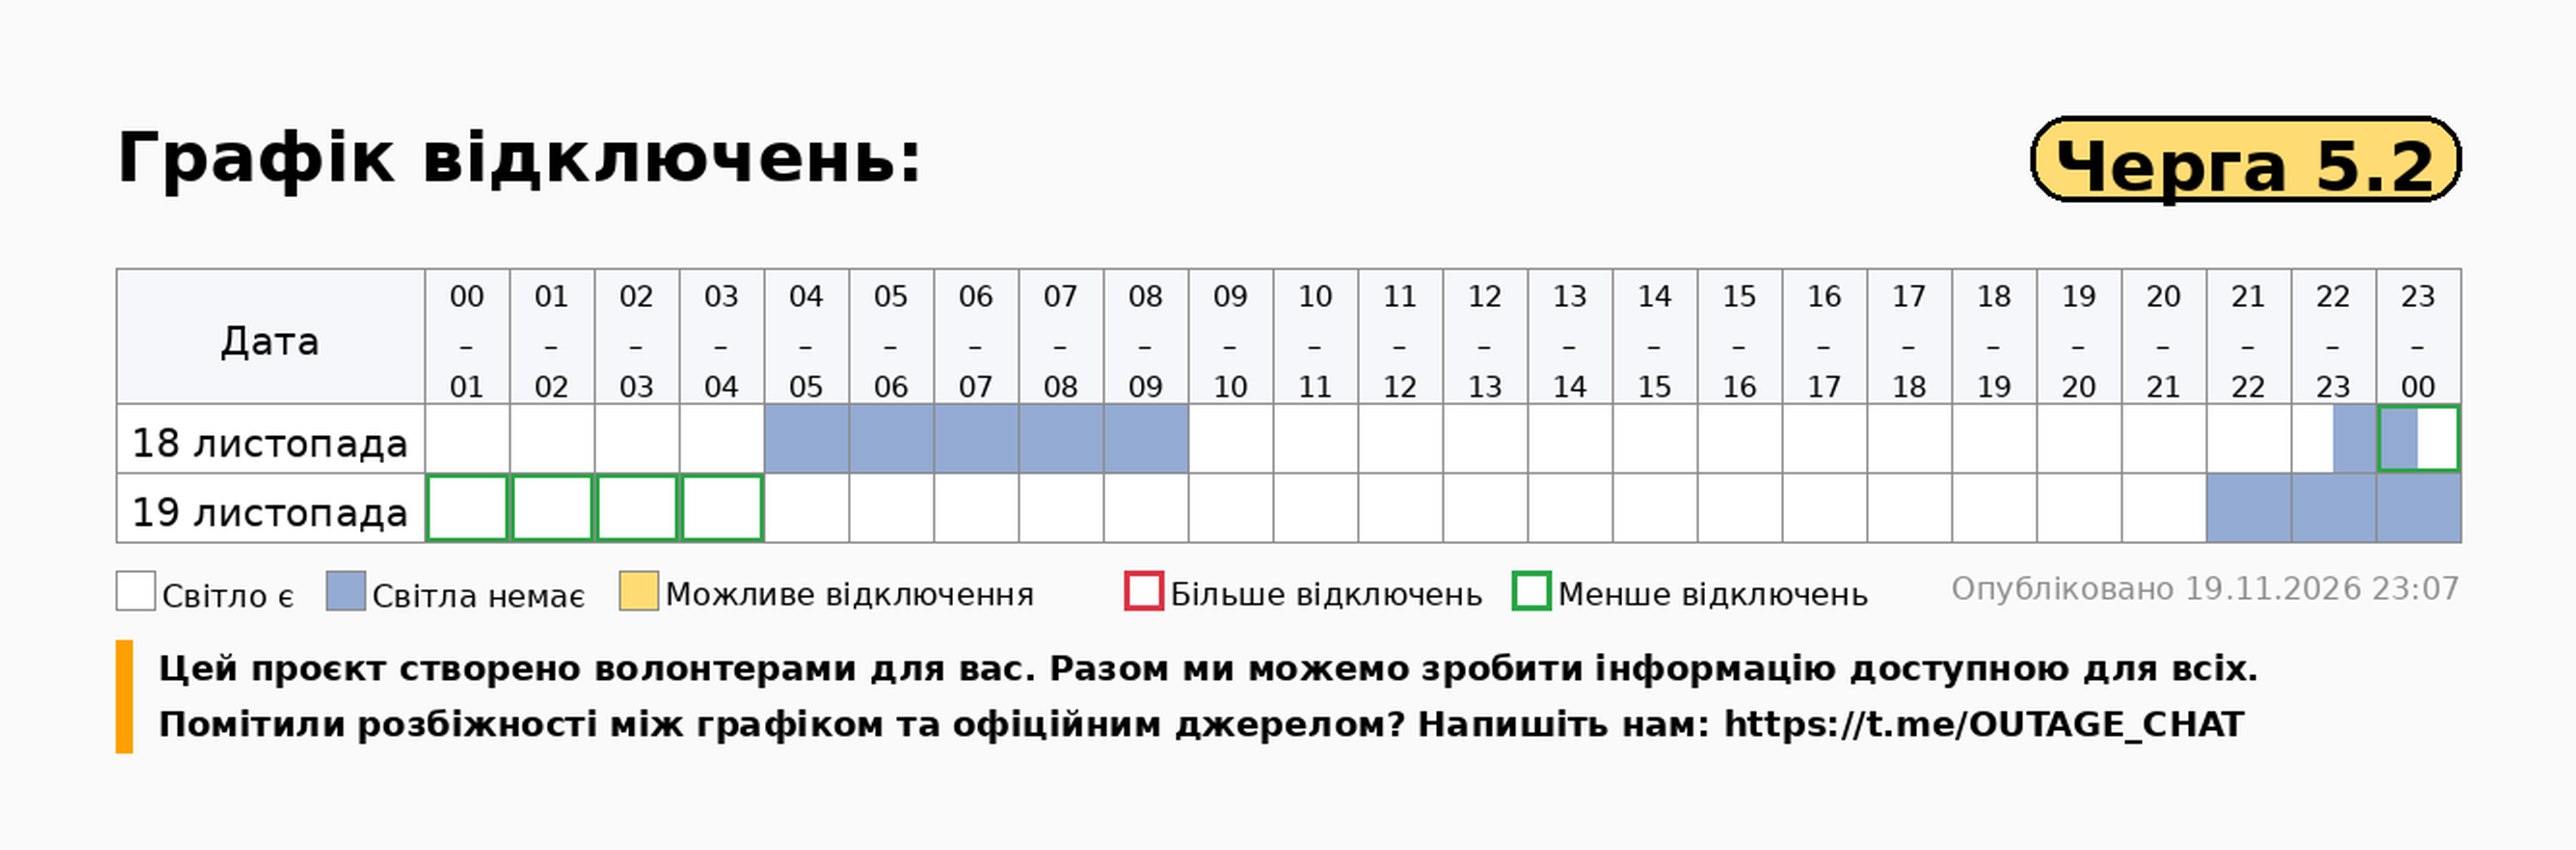 Графік відключень:
Черга 5.2
Дата
00 – 01
01 – 02
02 – 03
03 – 04
04 – 05
05 – 06
06 – 07
07 – 08
08 – 09
09 – 10
10 – 11
11 – 12
12 – 13
13 – 14
14 – 15
15 – 16
16 – 17
17 – 18
18 – 19
19 – 20
20 – 21
21 – 22
22 – 23
23 – 00
18 листопада
19 листопада
Світло є
Світла немає
Можливе відключення
Більше відключень
Менше відключень
Опубліковано 19.11.2026 23:07
Цей проєкт створено волонтерами для вас. Разом ми можемо зробити інформацію доступною для всіх.
Помітили розбіжності між графіком та офіційним джерелом? Напишіть нам: https://t.me/OUTAGE_CHAT